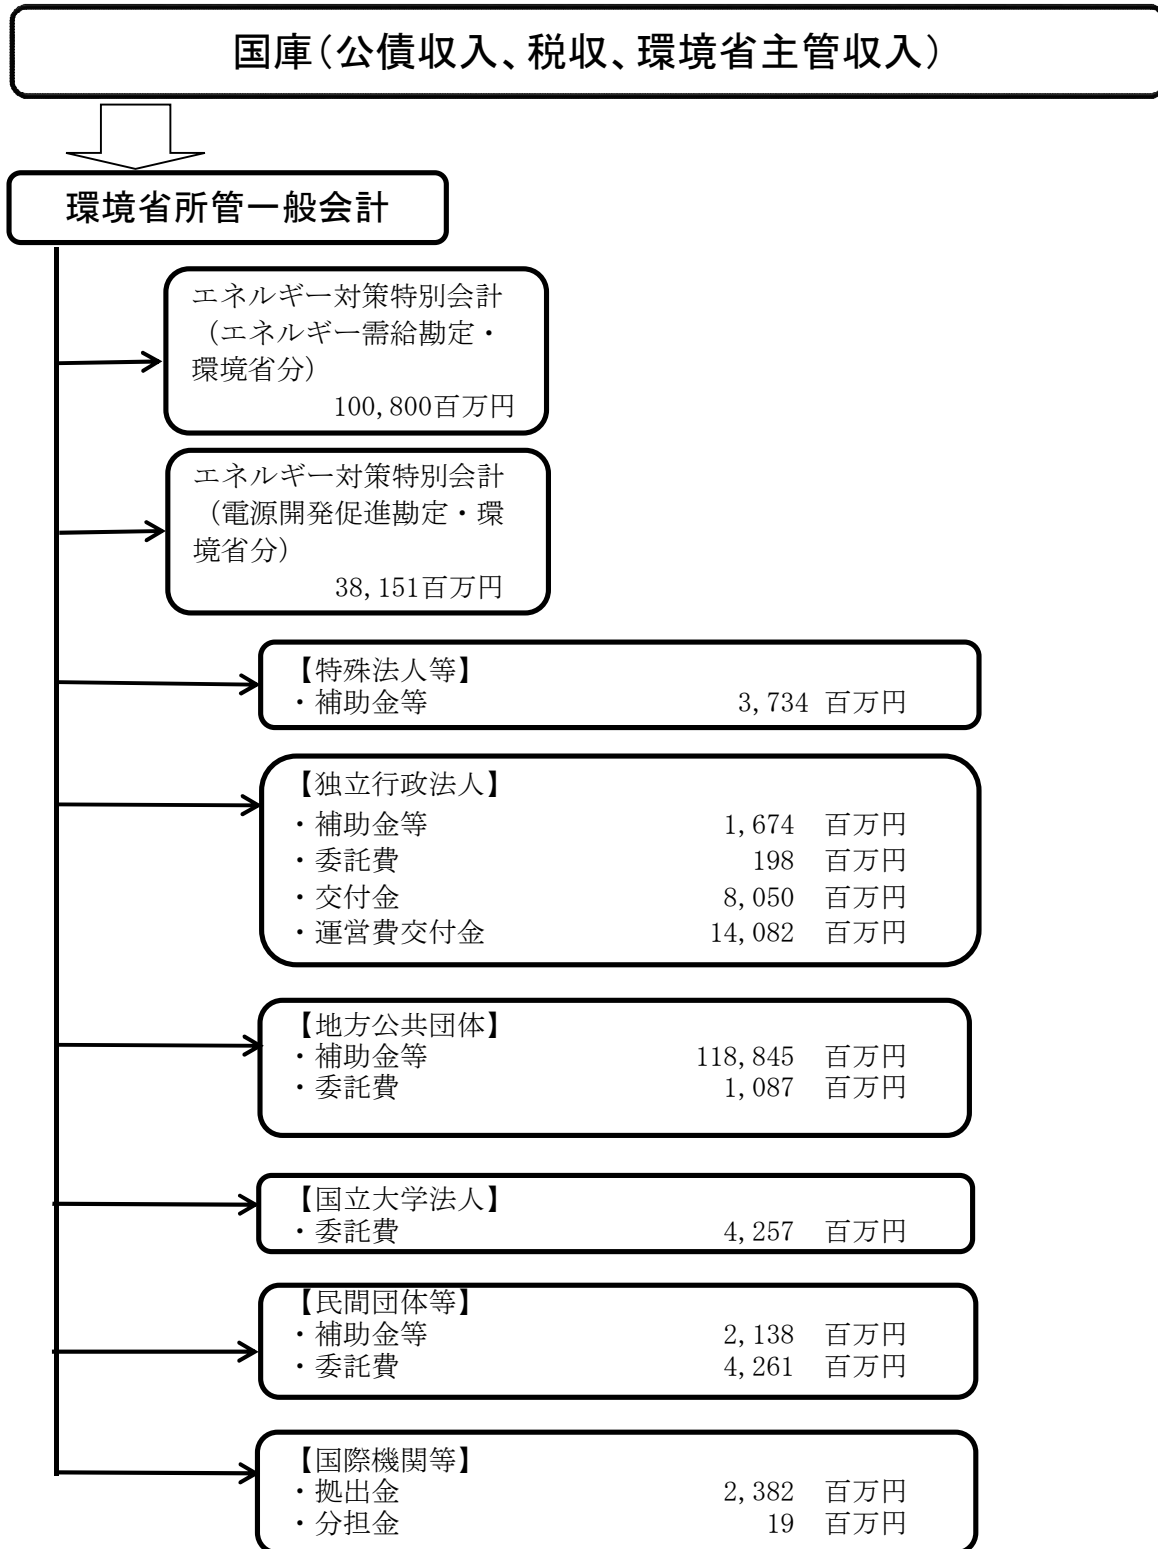 国庫(公債収入、税収、環境省主管収入)
環境省所管一般会計
エネルギー対策特別会計
(エネルギー需給勘定・
環境省分)
100,800百万円
エネルギー対策特別会計
(電源開発促進勘定・環
境省分)
38,151百万円
【特殊法人等】
・補助金等 3,734 百万円
【独立行政法人】
・補助金等 1,674 百万円
・委託費 198 百万円
・交付金 8,050 百万円
・運営費交付金 14,082 百万円
【地方公共団体】
・補助金等 118,845 百万円
・委託費 1,087 百万円
【国立大学法人】
・委託費 4,257 百万円
【民間団体等】
・補助金等 2,138 百万円
・委託費 4,261 百万円
【国際機関等】
・拠出金 2,382 百万円
・分担金 19 百万円